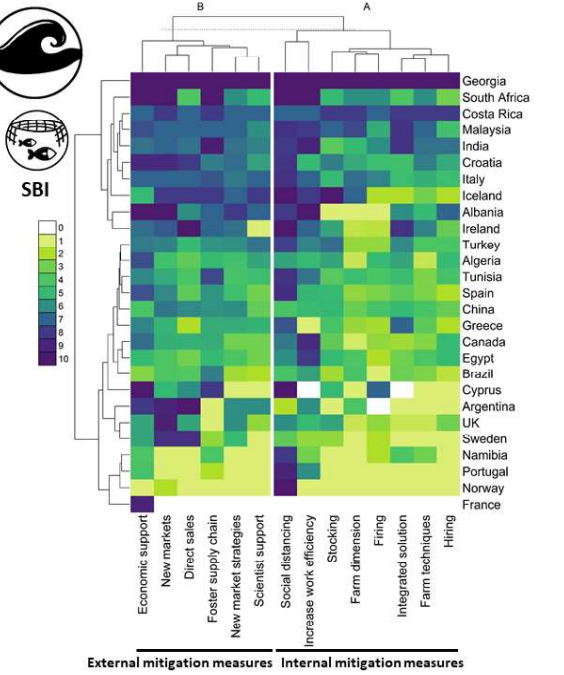 B A
Georgia
South Africa
Costa Rica
Malaysia
India
Croatia
Italy
Iceland
Albania
Ireland
Turkey
Algeria
Tunisia
Spain
China
Greece
Canada
Egypt
Brazil
Cyprus
Argentina
UK
Sweden
Namibia
Portugal
Norway
France
SBI
0
1
2
3
4
5
6
7
8
9
10
Economic support
New markets
Direct sales
Foster supply chain
New market strategies
Scientist support
Social distancing
Increase work efficiency
Stocking
Farm dimension
Firing
Integrated solution
Farm techniques
Hiring
External mitigation measures Internal mitigation measures